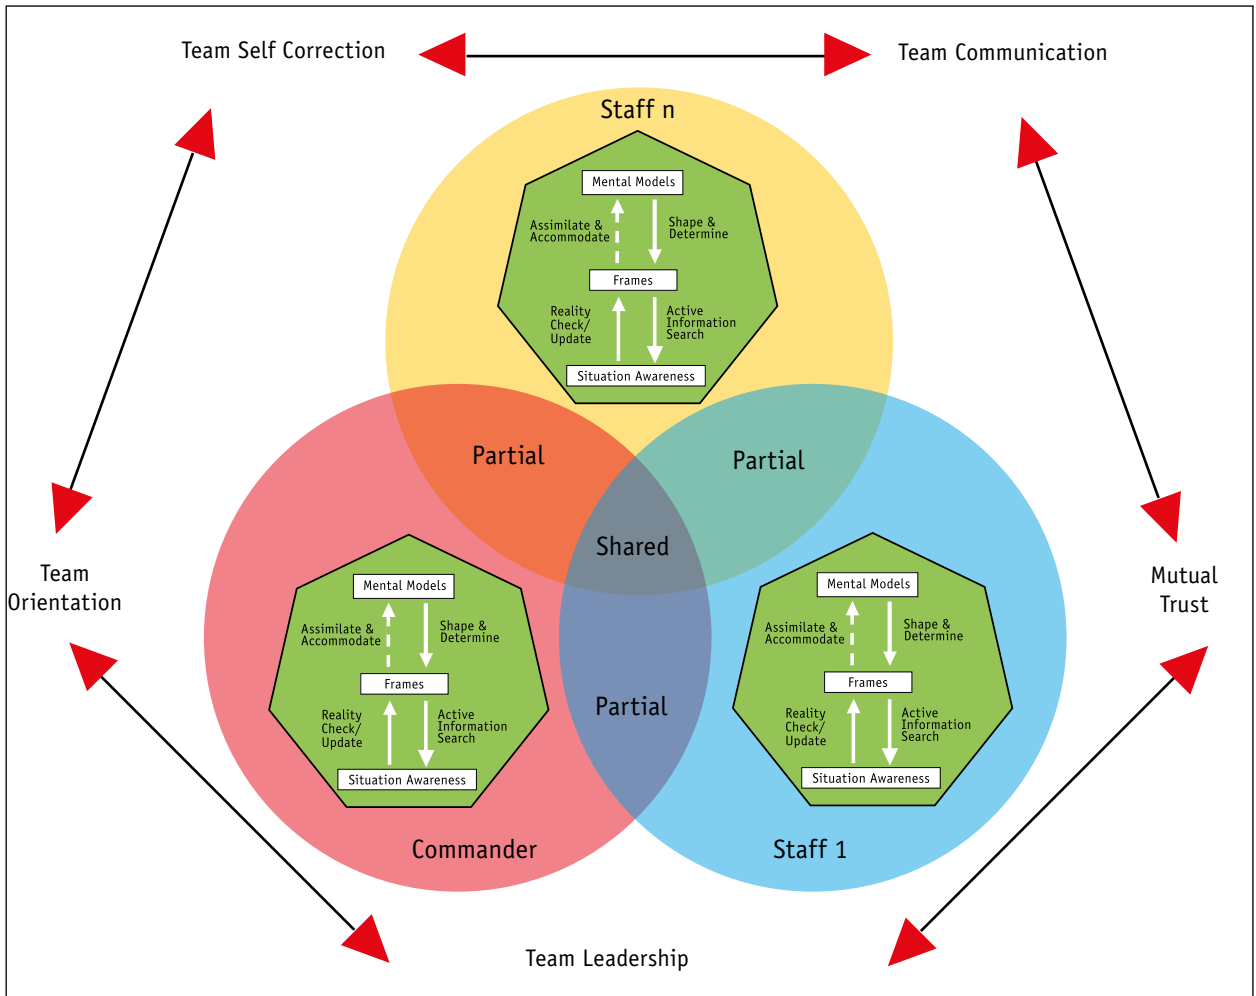 Team Self Correction
Team Communication
Staff n
Mental Models
Assimilate &
Accommodate
Shape &
Determine
Frames
Reality
Check/
Update
Active
Information
Search
Situation Awareness
Partial
Partial
Shared
Team
Orientation
Mutual
Trust
Mental Models
Assimilate &
Accommodate
Shape &
Determine
Frames
Reality
Check/
Update
Active
Information
Search
Situation Awareness
Commander
Partial
Mental Models
Assimilate &
Accommodate
Shape &
Determine
Frames
Reality
Check/
Update
Active
Information
Search
Situation Awareness
Staff 1
Team Leadership